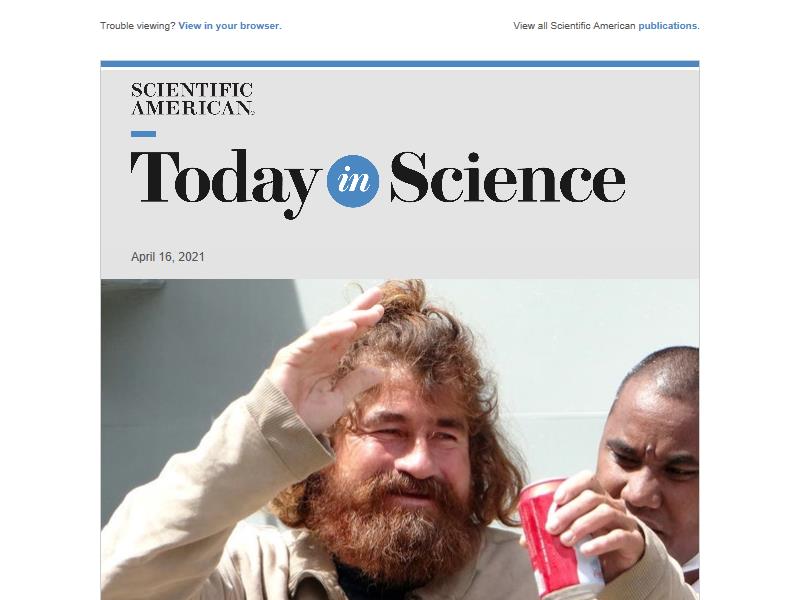 Trouble viewing? View in your browser.
View all Scientific American publications.
SCIENTIFIC
AMERICAN
Today in Science
April 16, 2021